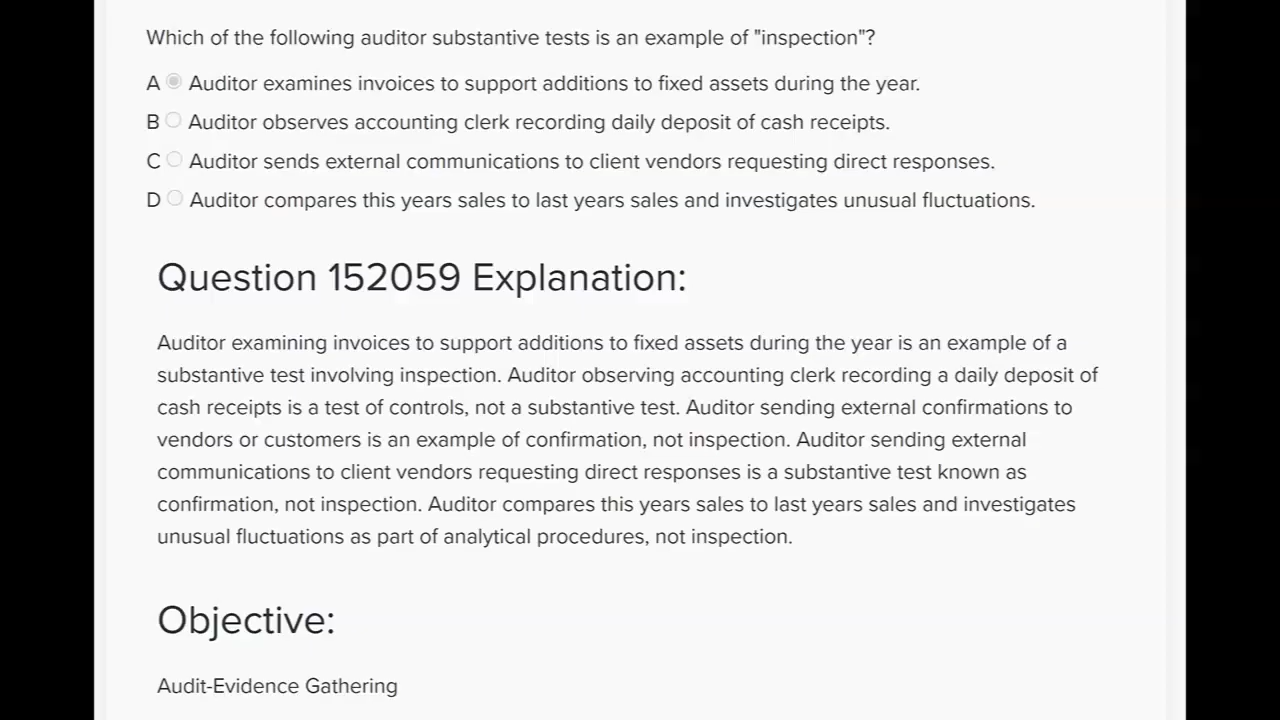 Which of the following auditor substantive tests is an example of "inspection"?
A Auditor examines invoices to support additions to fixed assets during the year.
B Auditor observes accounting clerk recording daily deposit of cash receipts.
C Auditor sends external communications to client vendors requesting direct responses.
D Auditor compares this years sales to last years sales and investigates unusual fluctuations.
Question 152059 Explanation:
Auditor examining invoices to support additions to fixed assets during the year is an example of a
substantive test involving inspection. Auditor observing accounting clerk recording a daily deposit of
cash receipts is a test of controls, not a substantive test. Auditor sending external confirmations to
vendors or customers is an example of confirmation, not inspection. Auditor sending external
communications to client vendors requesting direct responses is a substantive test known as
confirmation, not inspection. Auditor compares this years sales to last years sales and investigates
unusual fluctuations as part of analytical procedures, not inspection.
Objective:
Audit-Evidence Gathering